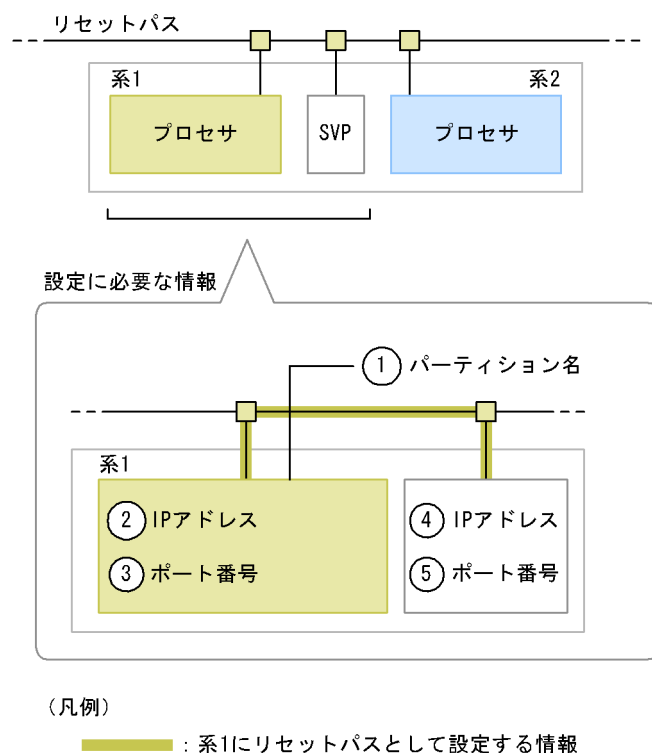 リセットパス
系1
系2
プロセサ
SVP
プロセサ
設定に必要な情報
① パーティション名
系1
② IPアドレス
③ ポート番号
④ IPアドレス
⑤ ポート番号
(凡例)
：系1にリセットパスとして設定する情報